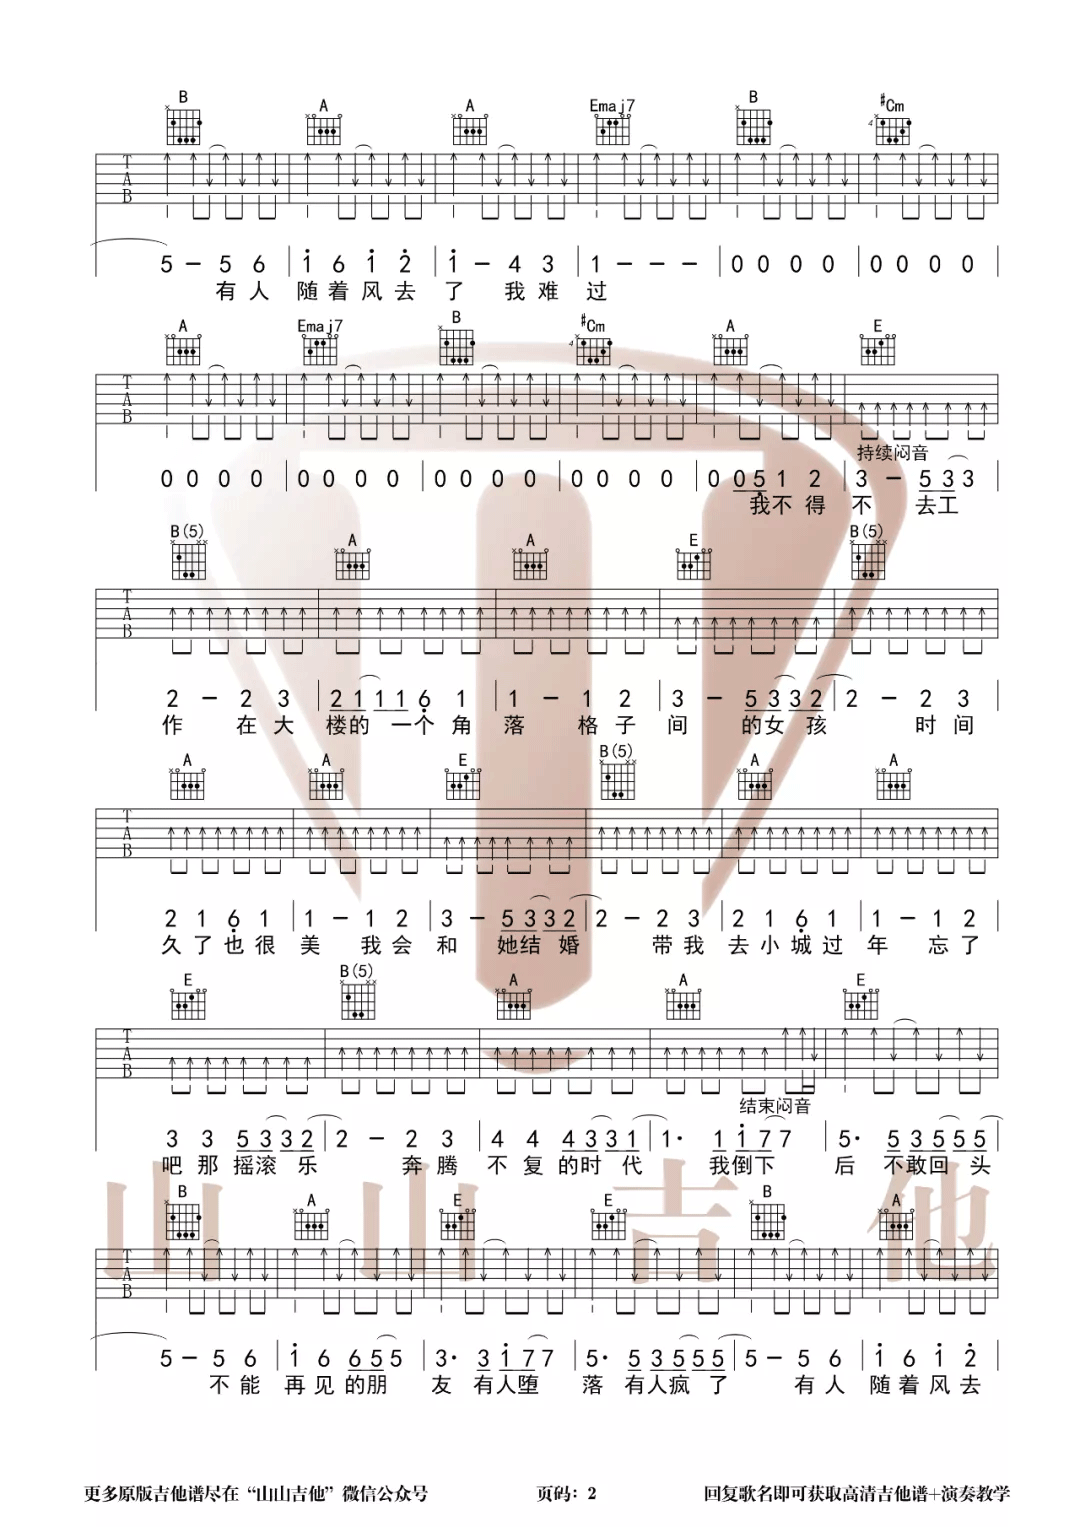 B A A Emaj7 B #Cm
T A B
5 – 5 6 | 1 6 1 2 | 1 – 4 3 | 1 – – – | 0 0 0 0 | 0 0 0 0
有人 随着风去 了 我难 过
A Emaj7 B #Cm A E
T A B
持续闷音
0 0 0 0 | 0 0 0 0 | 0 0 0 0 | 0 0 0 0 | 0 0 5 1 2 | 3 – 5 3 3
我不得 不 去工
B(5) A A E B(5)
T A B
2 – 2 3 | 2 1 1 1 6 1 | 1 – 1 2 | 3 – 5 3 3 2 | 2 – 2 3
作 在大 楼的 一个角 落 格子 间 的女孩 时间
A A E B(5) A A
T A B
2 1 6 1 | 1 – 1 2 | 3 – 5 3 3 2 | 2 – 2 3 | 2 1 6 1 | 1 – 1 2
久了也很 美 我会 和 她结婚 带我 去小城过 年 忘了
E B(5) A A E
T A B
结束闷音
3 3 5 3 3 2 | 2 – 2 3 | 4 4 4 3 3 1 | 1· 1 1 7 7 | 5· 5 3 5 5 5
吧那摇滚乐 奔腾 不复的时代 我倒下 后 不敢回头
山山吉他
B A E E B A
T A B
5 – 5 6 | 1 6 6 5 5 | 3· 3 1 7 7 | 5· 5 3 5 5 5 | 5 – 5 6 | 1 6 1 2
不能 再见的朋 友 有人堕 落 有人疯了 有人 随着风去
更多原版吉他谱尽在“山山吉他”微信公众号 页码：2 回复歌名即可获取高清吉他谱+演奏教学